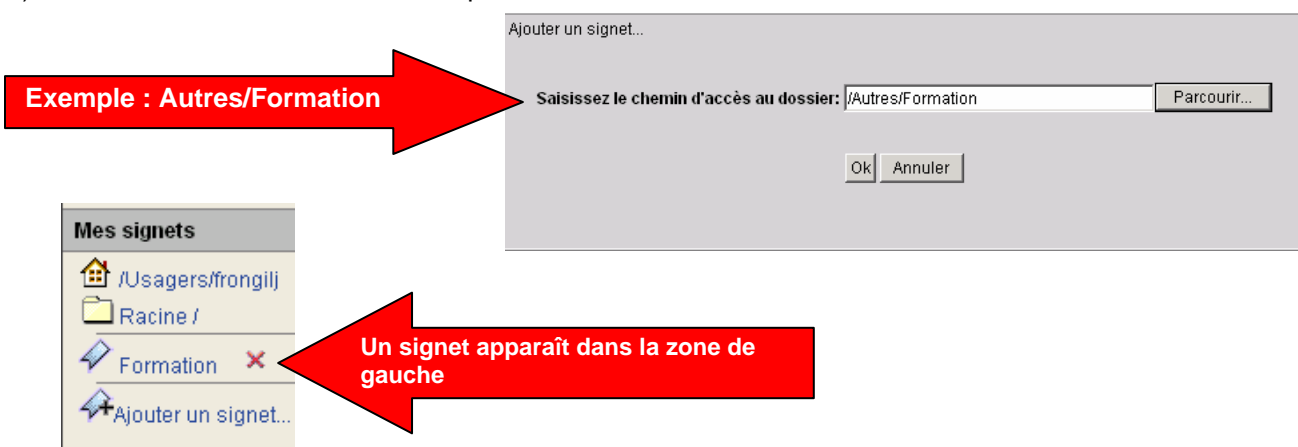 Ajouter un signet...
Exemple : Autres/Formation
Saisissez le chemin d'accès au dossier: /Autres/Formation Parcourir...
Ok Annuler
Mes signets
/Usagers/frongilj
Racine /
Formation
Ajouter un signet...
Un signet apparaît dans la zone de
gauche